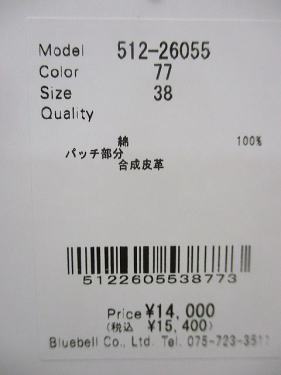 Model 512-26055
Color 77
Size 38
Quality
綿 100%
パッチ部分
合成皮革
5122605538773
Price ¥14,000
(税込 ¥15,400)
Bluebell Co., Ltd. Tel. 075-723-3511